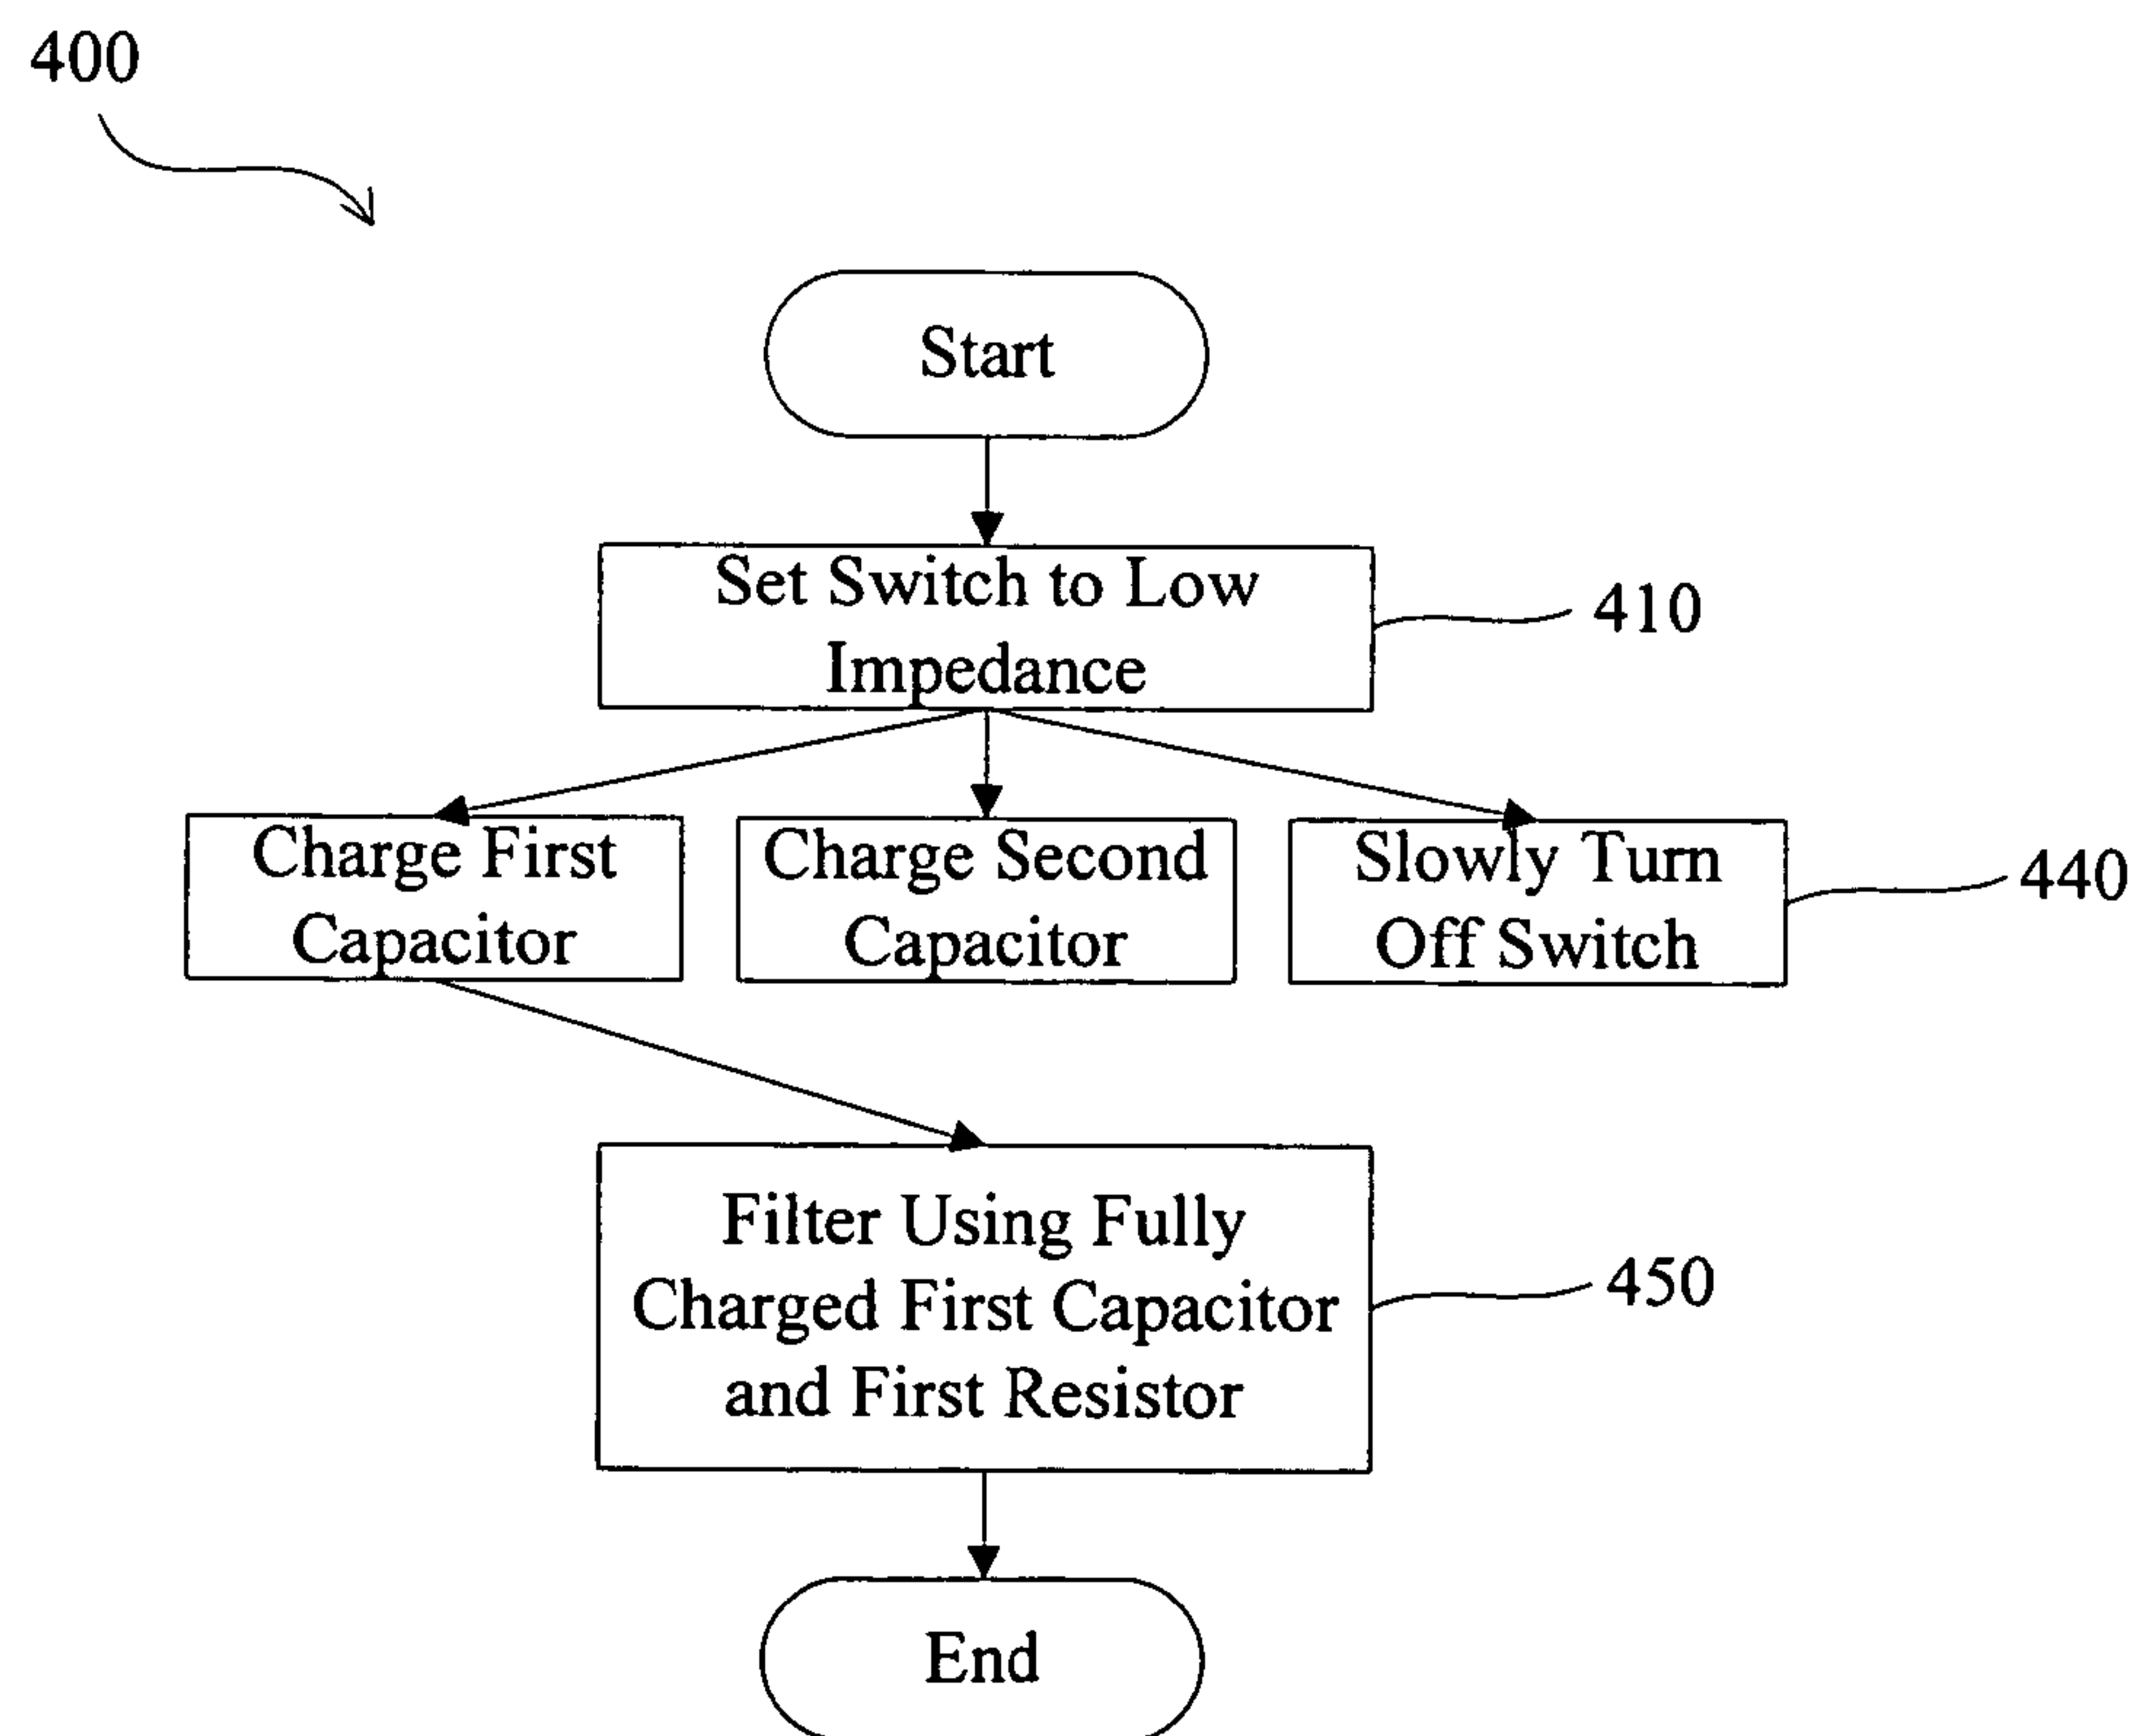 400
Start
Set Switch to Low
Impedance
410
Charge First
Capacitor
Charge Second
Capacitor
Slowly Turn
Off Switch
440
Filter Using Fully
Charged First Capacitor
and First Resistor
450
End